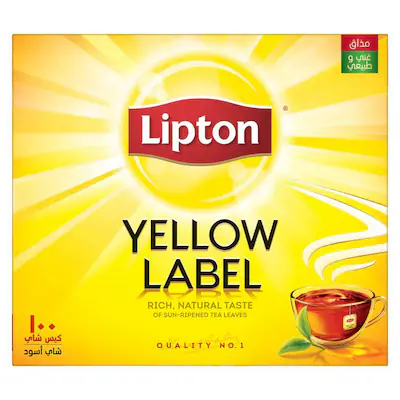 مذاق
غني و
طبيعي
Lipton
®
YELLOW
LABEL
RICH, NATURAL TASTE
OF SUN-RIPENED TEA LEAVES
١٠٠
كيس شاي
شاي أسود
QUALITY NO.1